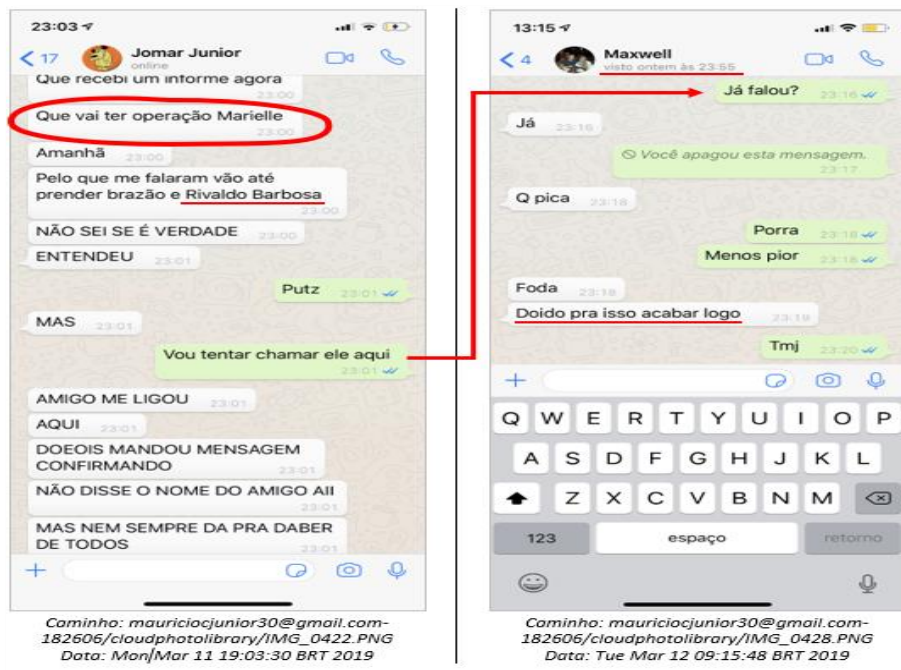 23:03
17
Jomar Junior
online
Que recebi um informe agora
23:00
Que vai ter operação Marielle
23:00
Amanhã 23:00
Pelo que me falaram vão até
prender brazão e Rivaldo Barbosa
23:00
NÃO SEI SE É VERDADE 23:00
ENTENDEU 23:01
Putz 23:01
MAS 23:01
Vou tentar chamar ele aqui
23:01
AMIGO ME LIGOU 23:01
AQUI 23:01
DOEOIS MANDOU MENSAGEM
CONFIRMANDO 23:01
NÃO DISSE O NOME DO AMIGO AII
23:01
MAS NEM SEMPRE DA PRA DABER
DE TODOS 23:01
Caminho: mauriciocjunior30@gmail.com-
182606/cloudphotolibrary/IMG_0422.PNG
Data: Mon|Mar 11 19:03:30 BRT 2019
13:15
4
Maxwell
visto ontem às 23:55
Já falou? 23:16
Já 23:16
Você apagou esta mensagem.
23:17
Q pica 23:18
Porra 23:18
Menos pior 23:18
Foda 23:18
Doido pra isso acabar logo 23:19
Tmj 23:20
Q W E R T Y U I O P
A S D F G H J K L
Z X C V B N M
123 espaço retorno
Caminho: mauriciocjunior30@gmail.com-
182606/cloudphotolibrary/IMG_0428.PNG
Data: Tue Mar 12 09:15:48 BRT 2019